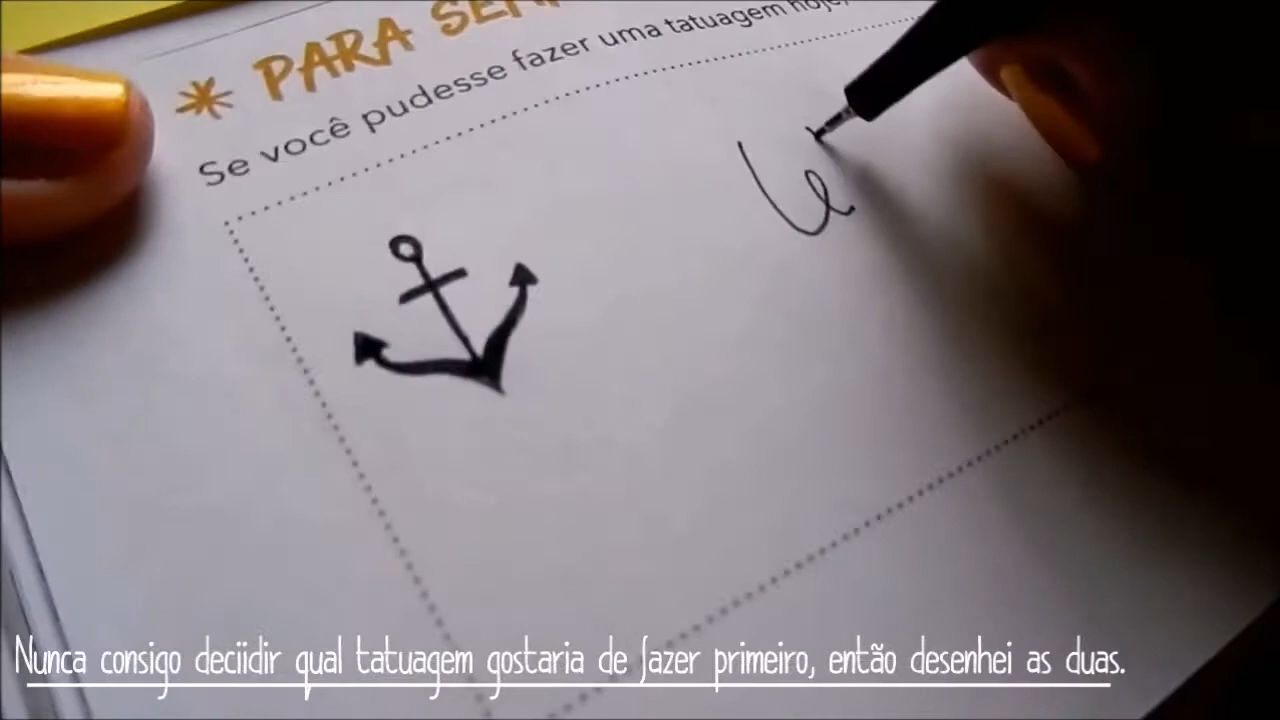 PARA SEM
Se você pudesse fazer uma tatuagem hoje,
Nunca consigo deciidir qual tatuagem gostaria de fazer primeiro, então desenhei as duas.